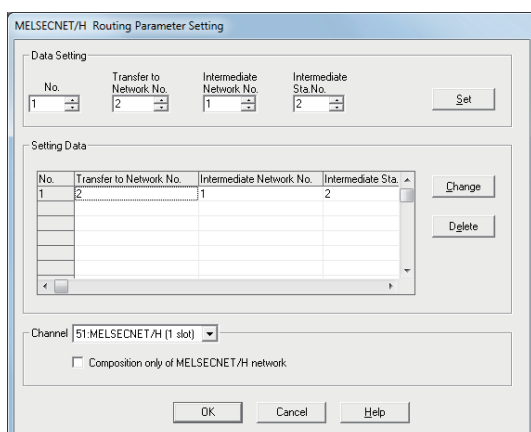 MELSECNET/H Routing Parameter Setting
Data Setting
No.
Transfer to
Network No.
Intermediate
Network No.
Intermediate
Sta.No.
1 2 1 2
Set
Setting Data
No. Transfer to Network No. Intermediate Network No. Intermediate Sta.
1 2 1 2
Change
Delete
Channel 51:MELSECNET/H (1 slot)
Composition only of MELSECNET/H network
OK Cancel Help